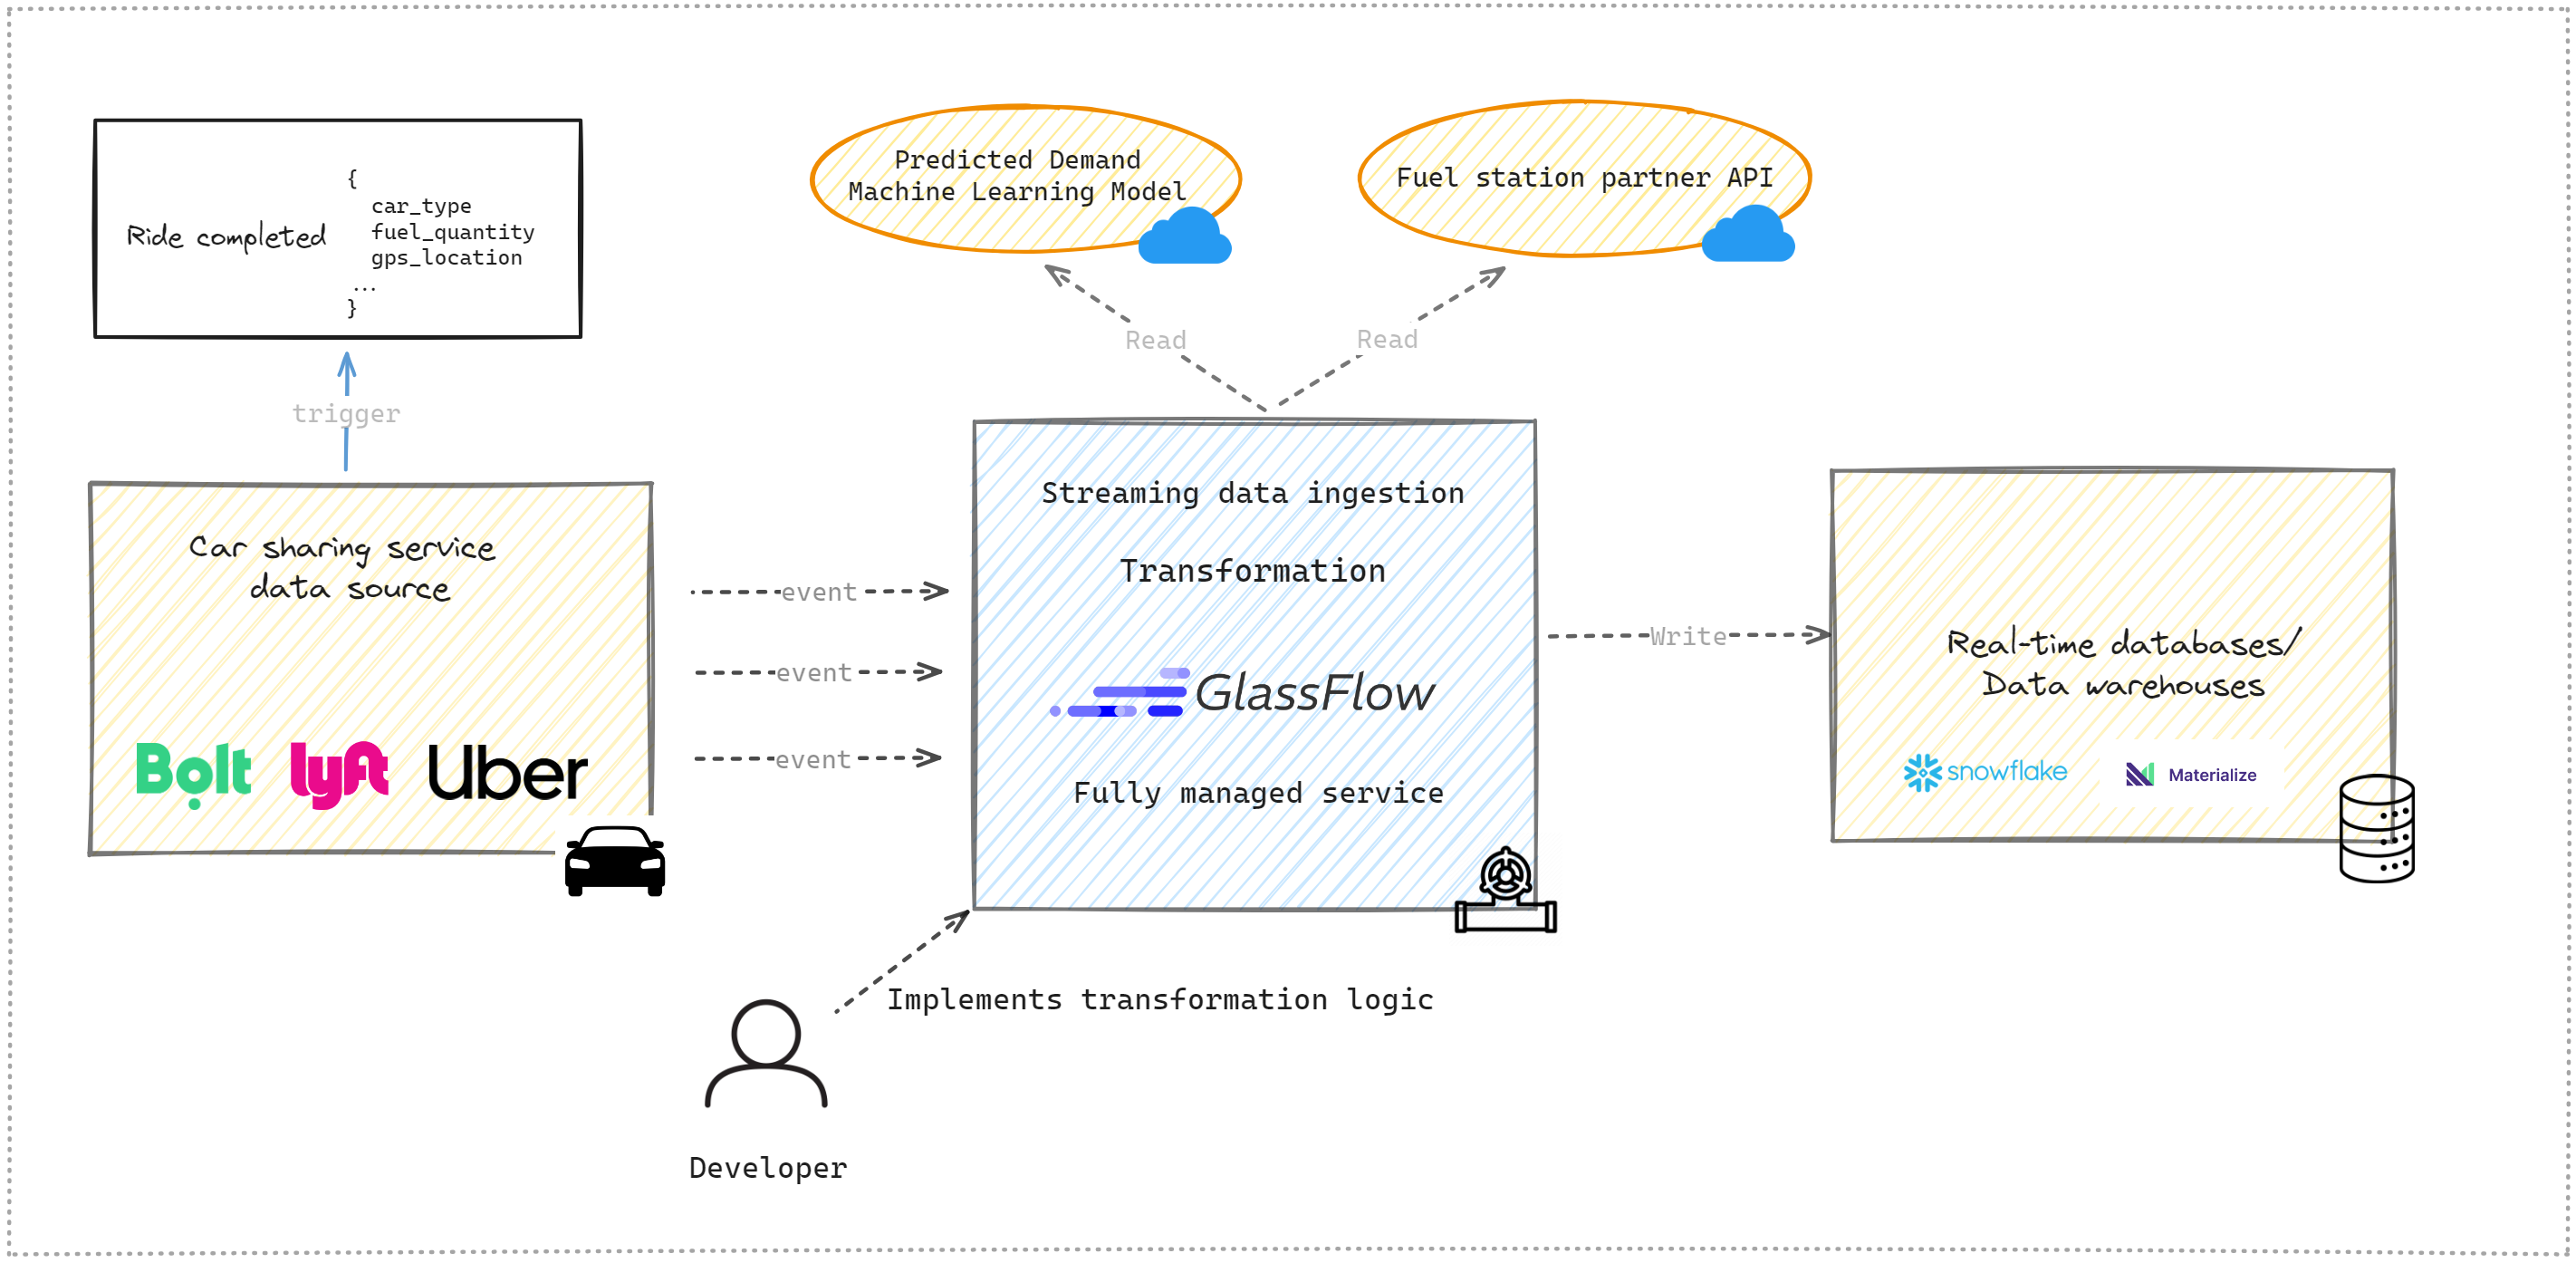 Ride completed
{
car_type
fuel_quantity
gps_location
...
}
trigger
Car sharing service
data source
Bolt
lyft
Uber
event
event
event
Predicted Demand
Machine Learning Model
Fuel station partner API
Read
Read
Streaming data ingestion
Transformation
GlassFlow
Fully managed service
Write
Real-time databases/
Data warehouses
snowflake
Materialize
Implements transformation logic
Developer